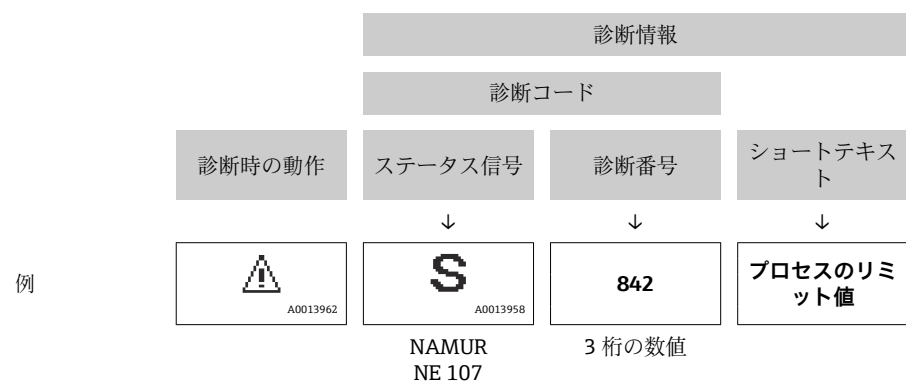 診断情報
診断コード
診断時の動作
ステータス信号
診断番号
ショートテキス
ト
↓ ↓ ↓
例
A0013962
S
A0013958
842
プロセスのリミ
ット値
NAMUR
NE 107
3 桁の数値